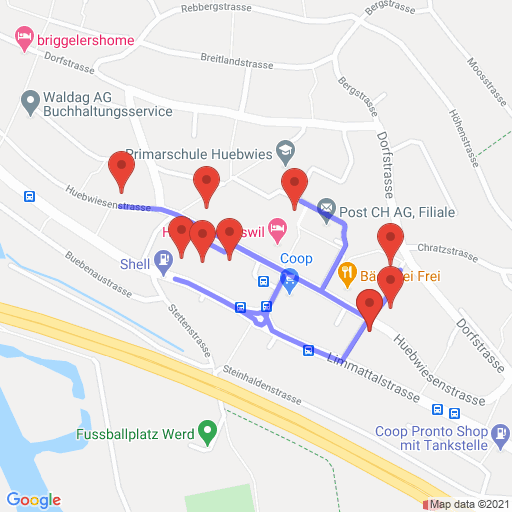 Rebbergstrasse
Bergstrasse
briggelershome
Dorfstrasse
Breitlandstrasse
Moosstrasse
Bergstrasse
Waldag AG
Buchhaltungsservice
Höhenstrasse
Primarschule Huebwies
Dorfstrasse
Huebwiesenstrasse
Post CH AG, Filiale
swil
Chratzstrasse
Shell
Coop
Bä ei Frei
Buebenaustrasse
Stettenstrasse
Dorfstrasse
Limmattalstrasse
Huebwiesenstrasse
Steinhaldenstrasse
Fussballplatz Werd
Coop Pronto Shop
mit Tankstelle
Google
Map data ©2021